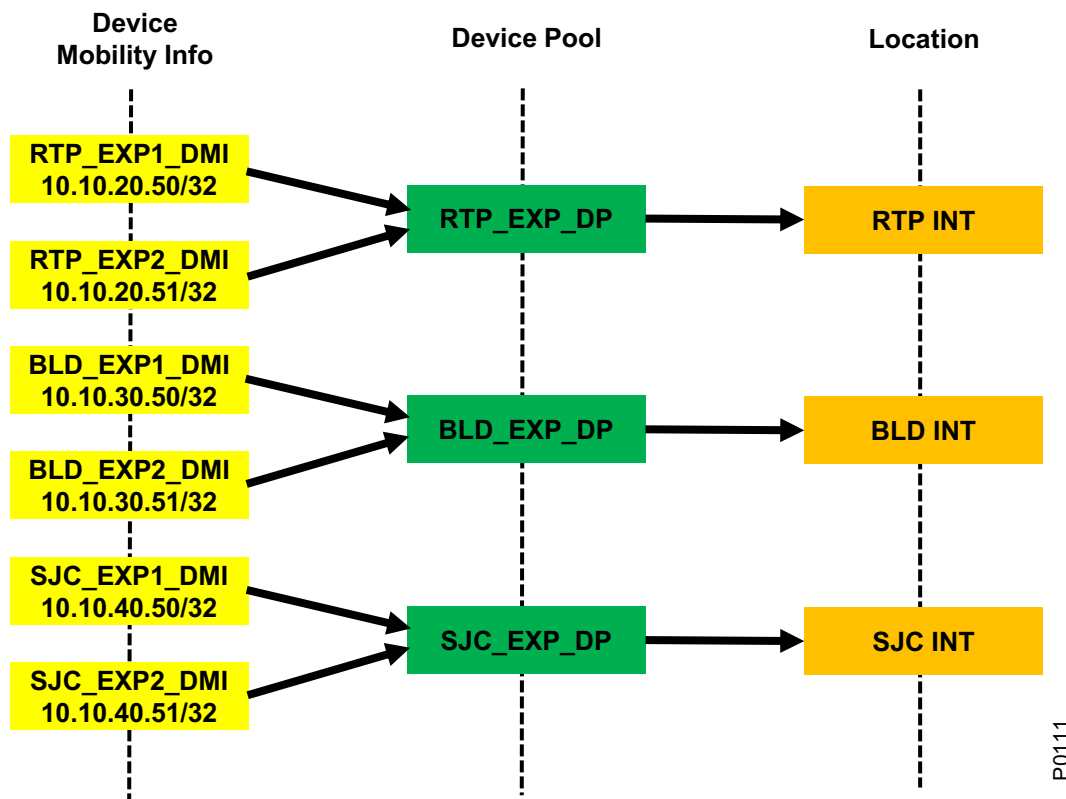 Device
Mobility Info
Device Pool
Location
RTP_EXP1_DMI
10.10.20.50/32
RTP_EXP2_DMI
10.10.20.51/32
RTP_EXP_DP
RTP INT
BLD_EXP1_DMI
10.10.30.50/32
BLD_EXP2_DMI
10.10.30.51/32
BLD_EXP_DP
BLD INT
SJC_EXP1_DMI
10.10.40.50/32
SJC_EXP2_DMI
10.10.40.51/32
SJC_EXP_DP
SJC INT
P0111